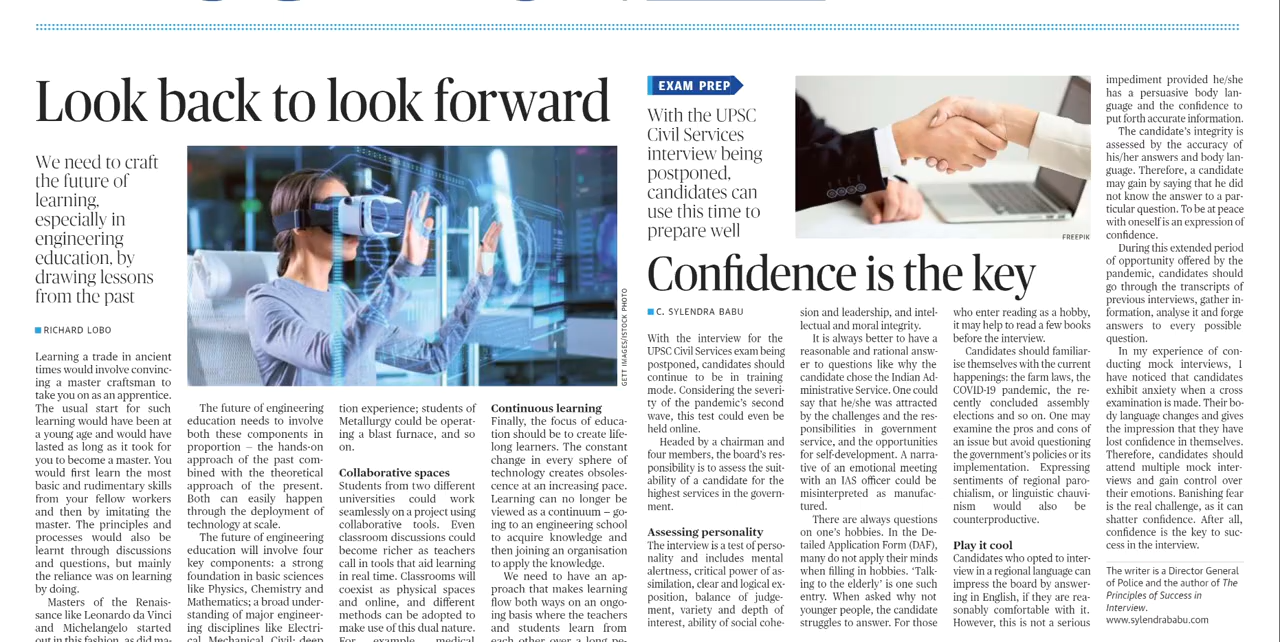 Look back to look forward
We need to craft
the future of
learning,
especially in
engineering
education, by
drawing lessons
from the past
RICHARD LOBO
GETT IMAGES/ISTOCK PHOTO
Learning a trade in ancient
times would involve convinc-
ing a master craftsman to
take you on as an apprentice.
The usual start for such
learning would have been at
a young age and would have
lasted as long as it took for
you to become a master. You
would first learn the most
basic and rudimentary skills
from your fellow workers
and then by imitating the
master. The principles and
processes would also be
learnt through discussions
and questions, but mainly
the reliance was on learning
by doing.
Masters of the Renais-
sance like Leonardo da Vinci
and Michelangelo started
out in this fashion, as did ma-
The future of engineering
education needs to involve
both these components in
proportion – the hands-on
approach of the past com-
bined with the theoretical
approach of the present.
Both can easily happen
through the deployment of
technology at scale.
The future of engineering
education will involve four
key components: a strong
foundation in basic sciences
like Physics, Chemistry and
Mathematics; a broad under-
standing of major engineer-
ing disciplines like Electri-
cal, Mechanical, Civil; deep
tion experience; students of
Metallurgy could be operat-
ing a blast furnace, and so
on.
Collaborative spaces
Students from two different
universities could work
seamlessly on a project using
collaborative tools. Even
classroom discussions could
become richer as teachers
call in tools that aid learning
in real time. Classrooms will
coexist as physical spaces
and online, and different
methods can be adopted to
make use of this dual nature.
For example, medical
Continuous learning
Finally, the focus of educa-
tion should be to create life-
long learners. The constant
change in every sphere of
technology creates obsoles-
cence at an increasing pace.
Learning can no longer be
viewed as a continuum – go-
ing to an engineering school
to acquire knowledge and
then joining an organisation
to apply the knowledge.
We need to have an ap-
proach that makes learning
flow both ways on an ongo-
ing basis where the teachers
and students learn from
each other over a long pe-
EXAM PREP
With the UPSC
Civil Services
interview being
postponed,
candidates can
use this time to
prepare well
FREEPIK
Confidence is the key
C. SYLENDRA BABU
With the interview for the
UPSC Civil Services exam being
postponed, candidates should
continue to be in training
mode. Considering the severi-
ty of the pandemic's second
wave, this test could even be
held online.
Headed by a chairman and
four members, the board's res-
ponsibility is to assess the suit-
ability of a candidate for the
highest services in the govern-
ment.
Assessing personality
The interview is a test of perso-
nality and includes mental
alertness, critical power of as-
similation, clear and logical ex-
position, balance of judge-
ment, variety and depth of
interest, ability of social cohe-
sion and leadership, and intel-
lectual and moral integrity.
It is always better to have a
reasonable and rational answ-
er to questions like why the
candidate chose the Indian Ad-
ministrative Service. One could
say that he/she was attracted
by the challenges and the res-
ponsibilities in government
service, and the opportunities
for self-development. A narra-
tive of an emotional meeting
with an IAS officer could be
misinterpreted as manufac-
tured.
There are always questions
on one's hobbies. In the De-
tailed Application Form (DAF),
many do not apply their minds
when filling in hobbies. 'Talk-
ing to the elderly' is one such
entry. When asked why not
younger people, the candidate
struggles to answer. For those
who enter reading as a hobby,
it may help to read a few books
before the interview.
Candidates should familiar-
ise themselves with the current
happenings: the farm laws, the
COVID-19 pandemic, the re-
cently concluded assembly
elections and so on. One may
examine the pros and cons of
an issue but avoid questioning
the government's policies or its
implementation. Expressing
sentiments of regional paro-
chialism, or linguistic chauvi-
nism would also be
counterproductive.
Play it cool
Candidates who opted to inter-
view in a regional language can
impress the board by answer-
ing in English, if they are rea-
sonably comfortable with it.
However, this is not a serious
impediment provided he/she
has a persuasive body lan-
guage and the confidence to
put forth accurate information.
The candidate's integrity is
assessed by the accuracy of
his/her answers and body lan-
guage. Therefore, a candidate
may gain by saying that he did
not know the answer to a par-
ticular question. To be at peace
with oneself is an expression of
confidence.
During this extended period
of opportunity offered by the
pandemic, candidates should
go through the transcripts of
previous interviews, gather in-
formation, analyse it and forge
answers to every possible
question.
In my experience of con-
ducting mock interviews, I
have noticed that candidates
exhibit anxiety when a cross
examination is made. Their bo-
dy language changes and gives
the impression that they have
lost confidence in themselves.
Therefore, candidates should
attend multiple mock inter-
views and gain control over
their emotions. Banishing fear
is the real challenge, as it can
shatter confidence. After all,
confidence is the key to suc-
cess in the interview.
The writer is a Director General
of Police and the author of The
Principles of Success in
Interview.
www.sylendrababu.com